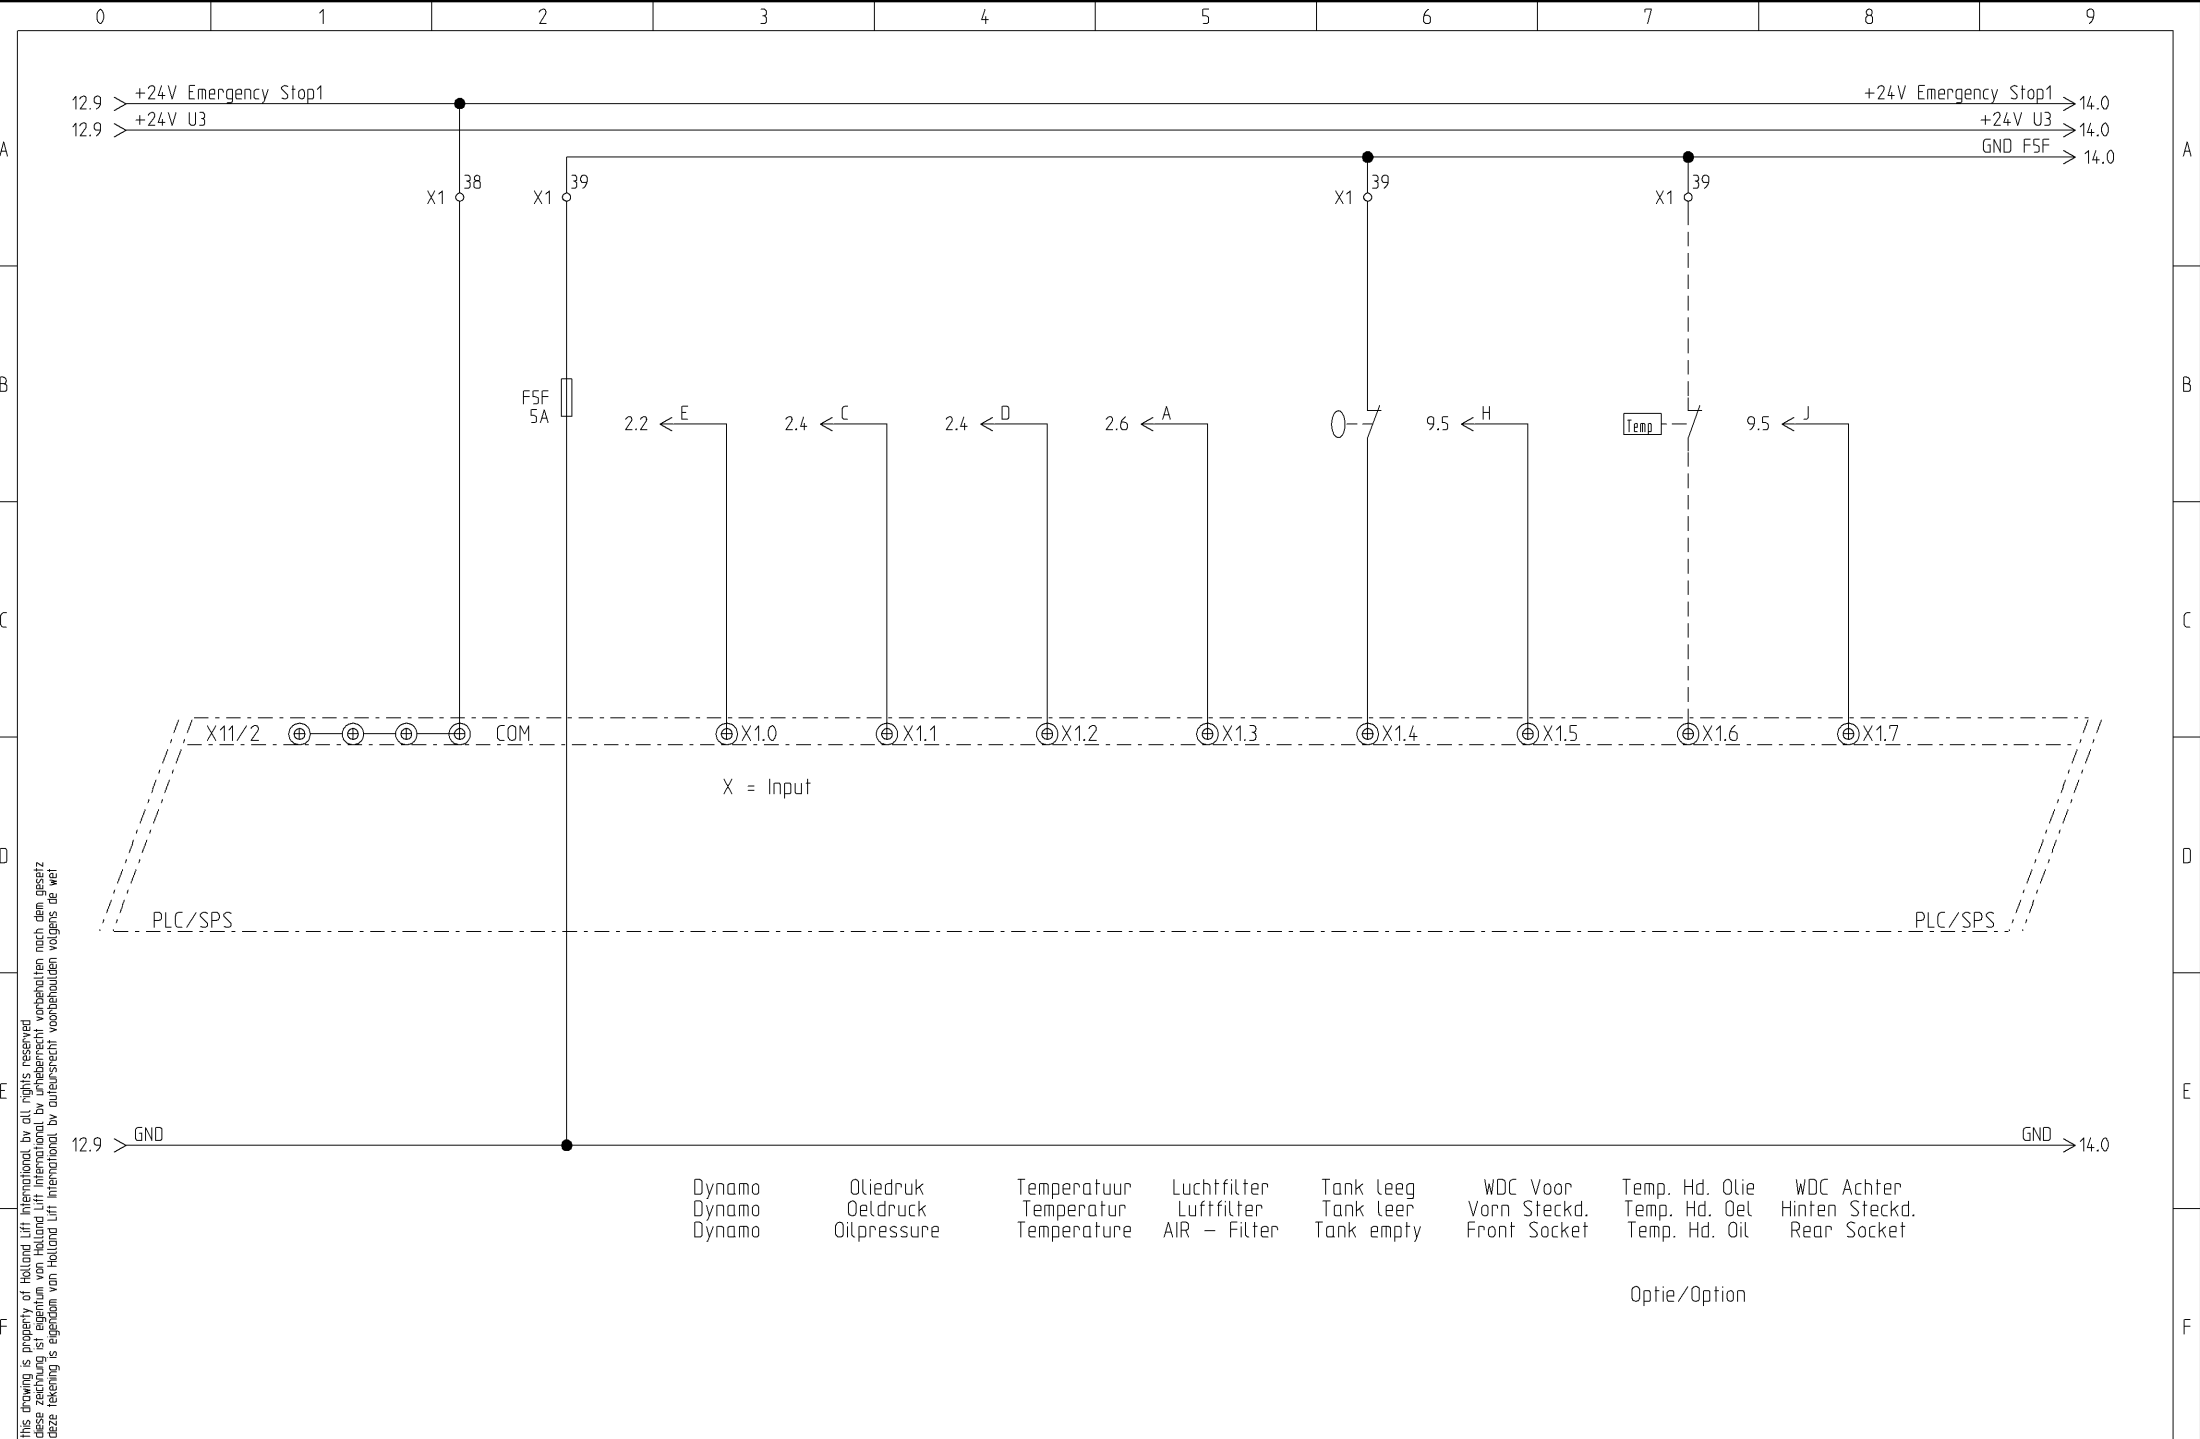 0 1 2 3 4 5 6 7 8 9
12.9 +24V Emergency Stop1 +24V Emergency Stop1 14.0
12.9 +24V U3 +24V U3 14.0
A GND F5F 14.0 A
38 39 39 39
X1 X1 X1 X1
B B
F5F
5A
2.2 E 2.4 C 2.4 D 2.6 A 9.5 H Temp 9.5 J
C C
X11/2 COM X1.0 X1.1 X1.2 X1.3 X1.4 X1.5 X1.6 X1.7
X = Input
D D
PLC/SPS PLC/SPS
E E
12.9 GND GND 14.0
Dynamo Oliedruk Temperatuur Luchtfilter Tank leeg WDC Voor Temp. Hd. Olie WDC Achter
Dynamo Oeldruck Temperatur Luftfilter Tank leer Vorn Steckd. Temp. Hd. Oel Hinten Steckd.
Dynamo Oilpressure Temperature AIR - Filter Tank empty Front Socket Temp. Hd. Oil Rear Socket
Optie/Option
F F
this drawing is property of Holland Lift International bv all rights reserved
diese zeichnung ist eigentum von Holland Lift International bv urheberrecht vorbehalten nach dem gesetz
deze tekening is eigendom van Holland Lift International bv auteursrecht voorbehoulden volgens de wet